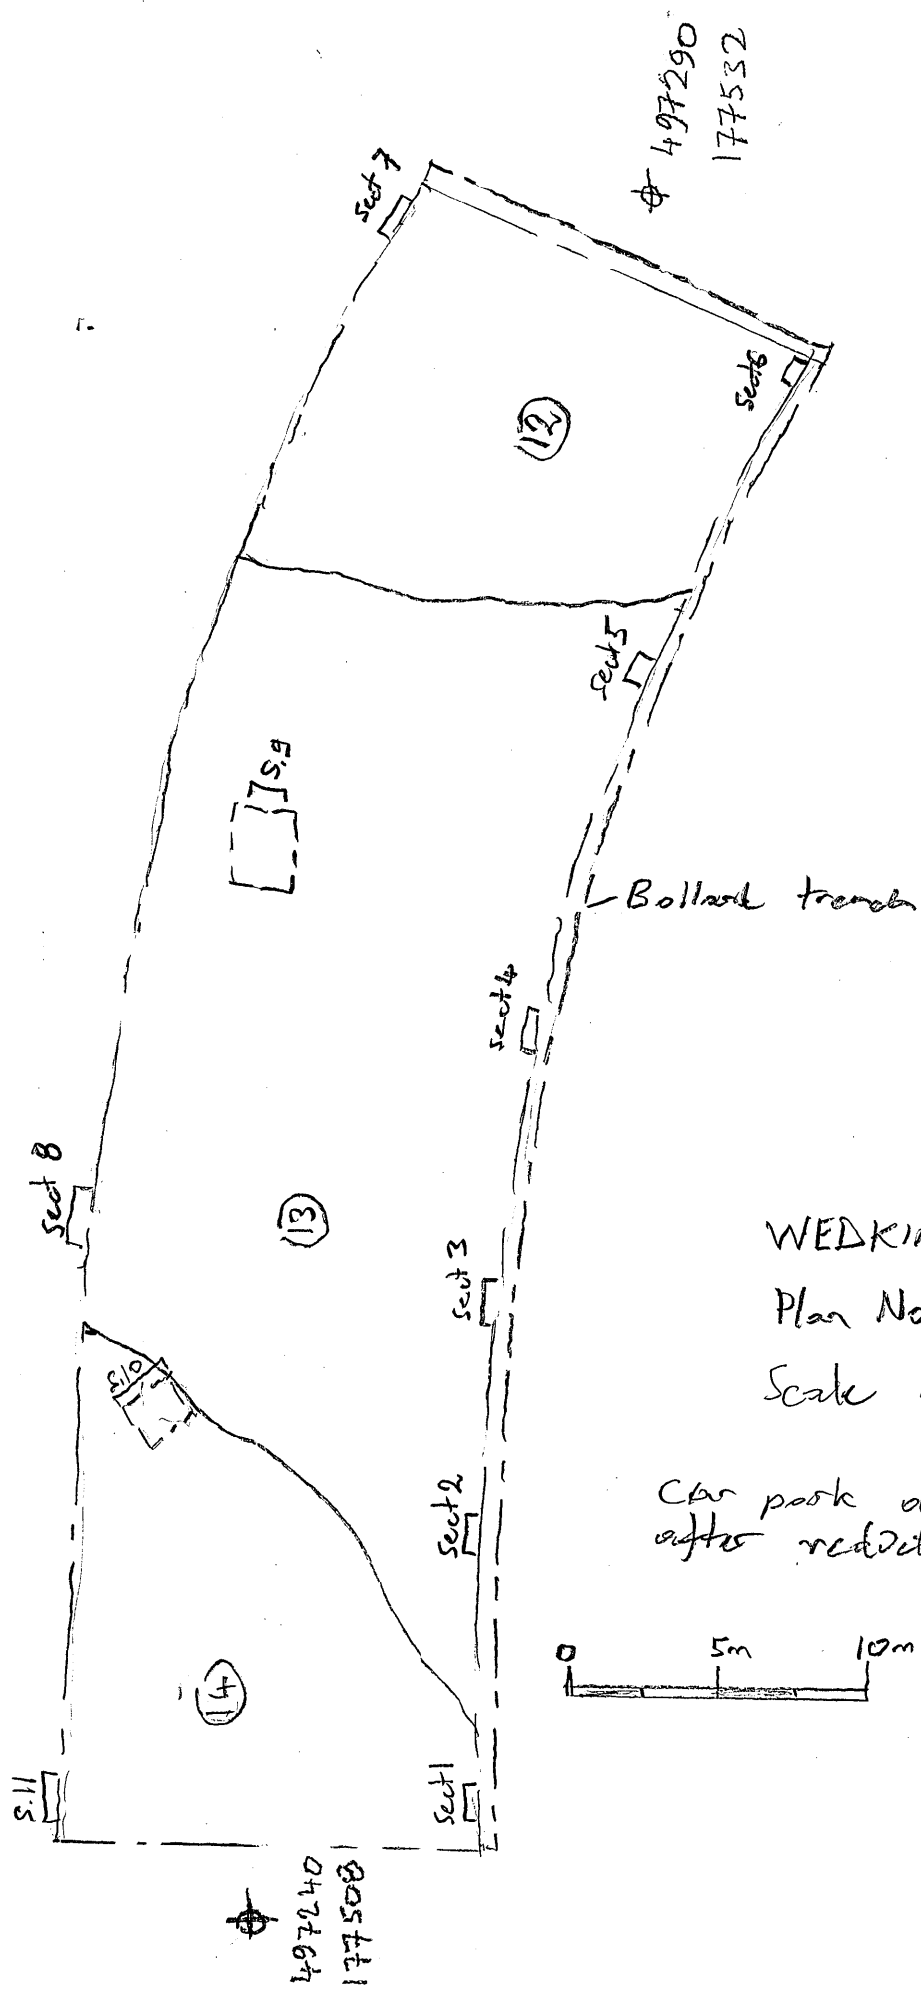 497290
177532
Sect 7
Sect 6
12
Sect 5
S.9
Bollard trench
Sect 4
Sect 8
13
Sect 3
S.10
Sect 2
14
S.11
Sect 1
497240
177508
WEDKI
Plan No
Scale
Car park
after
0 5m 10m